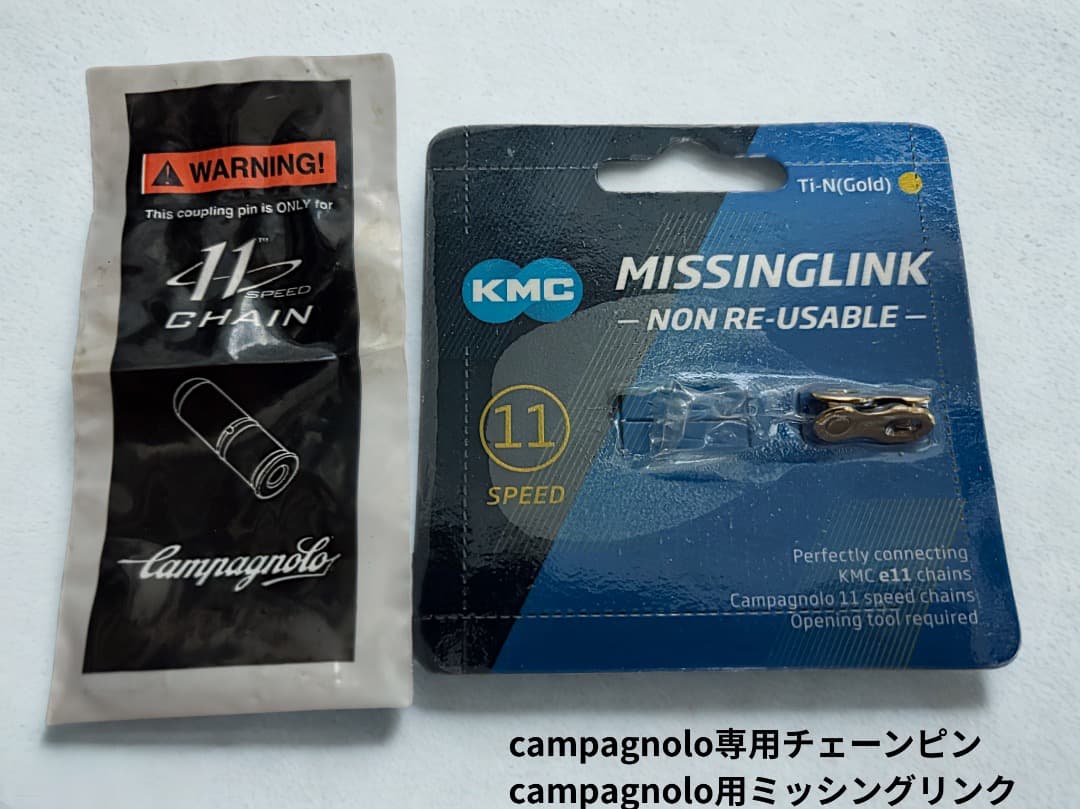 WARNING!
This coupling pin is ONLY for
11™
SPEED
CHAIN
Campagnolo
Ti-N(Gold)
KMC
MISSINGLINK
– NON RE-USABLE –
11
SPEED
Perfectly connecting
KMC e11 chains
Campagnolo 11 speed chains
Opening tool required
campagnolo専用チェーンピン
campagnolo用ミッシングリンク